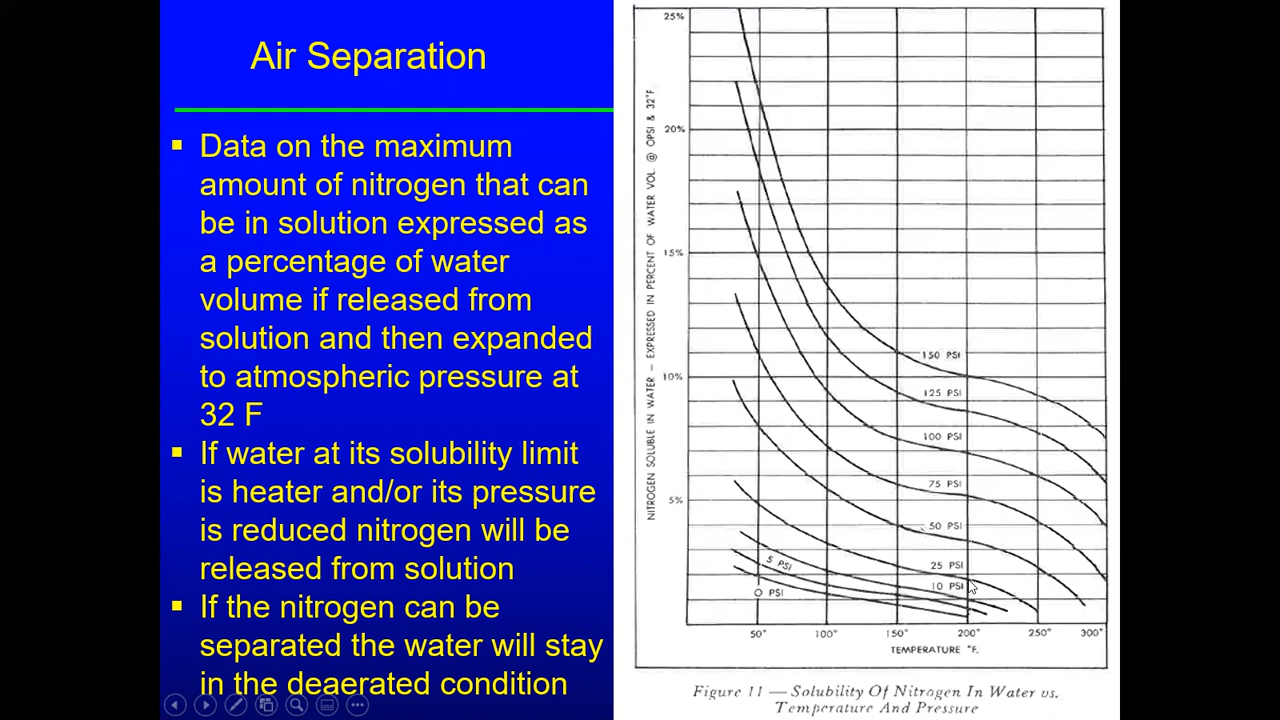 Air Separation
Data on the maximum
amount of nitrogen that can
be in solution expressed as
a percentage of water
volume if released from
solution and then expanded
to atmospheric pressure at
32 F
If water at its solubility limit
is heater and/or its pressure
is reduced nitrogen will be
released from solution
If the nitrogen can be
separated the water will stay
in the deaerated condition
NITROGEN SOLUBLE IN WATER — EXPRESSED IN PERCENT OF WATER VOL. @ OPSI & 32°F.
25%
20%
15%
10%
5%
150 PSI
125 PSI
100 PSI
75 PSI
50 PSI
25 PSI
10 PSI
5 PSI
0 PSI
50° 100° 150° 200° 250° 300°
TEMPERATURE °F.
Figure 11 — Solubility Of Nitrogen In Water vs.
Temperature And Pressure